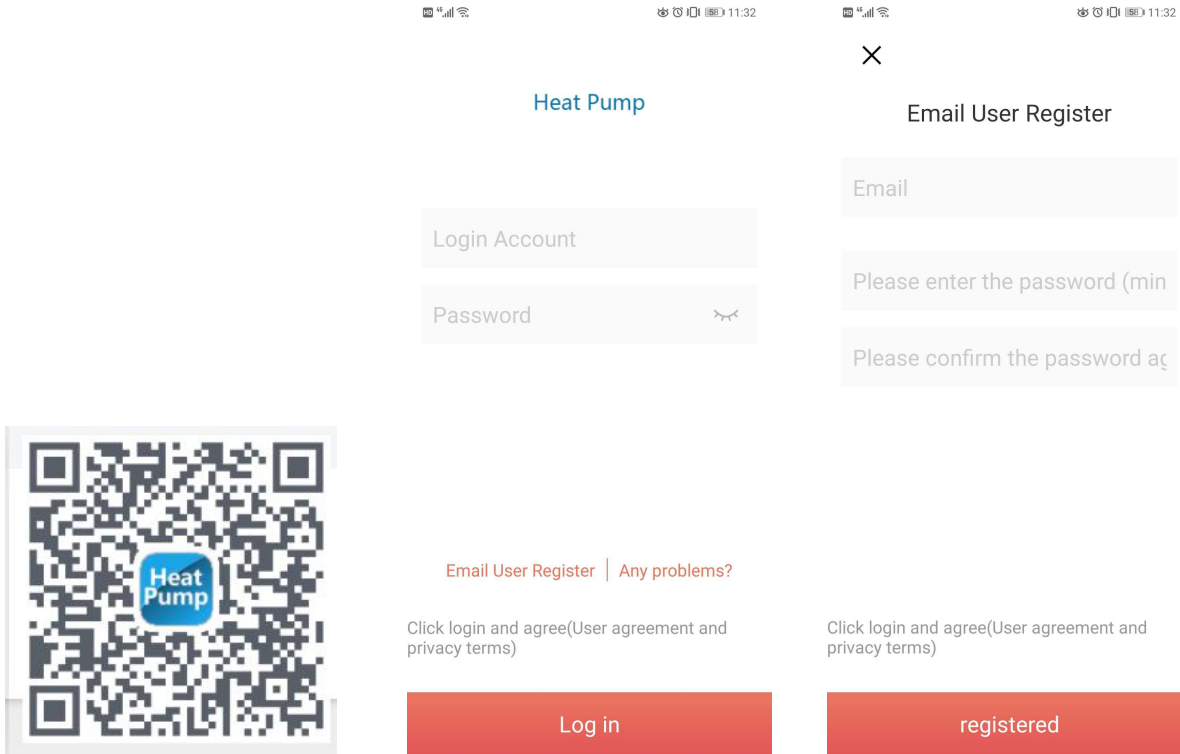 Heat
Pump
11:32
Heat Pump
Login Account
Password
Email User Register | Any problems?
Click login and agree(User agreement and
privacy terms)
Log in
11:32
Email User Register
Email
Please enter the password (min
Please confirm the password ag
Click login and agree(User agreement and
privacy terms)
registered